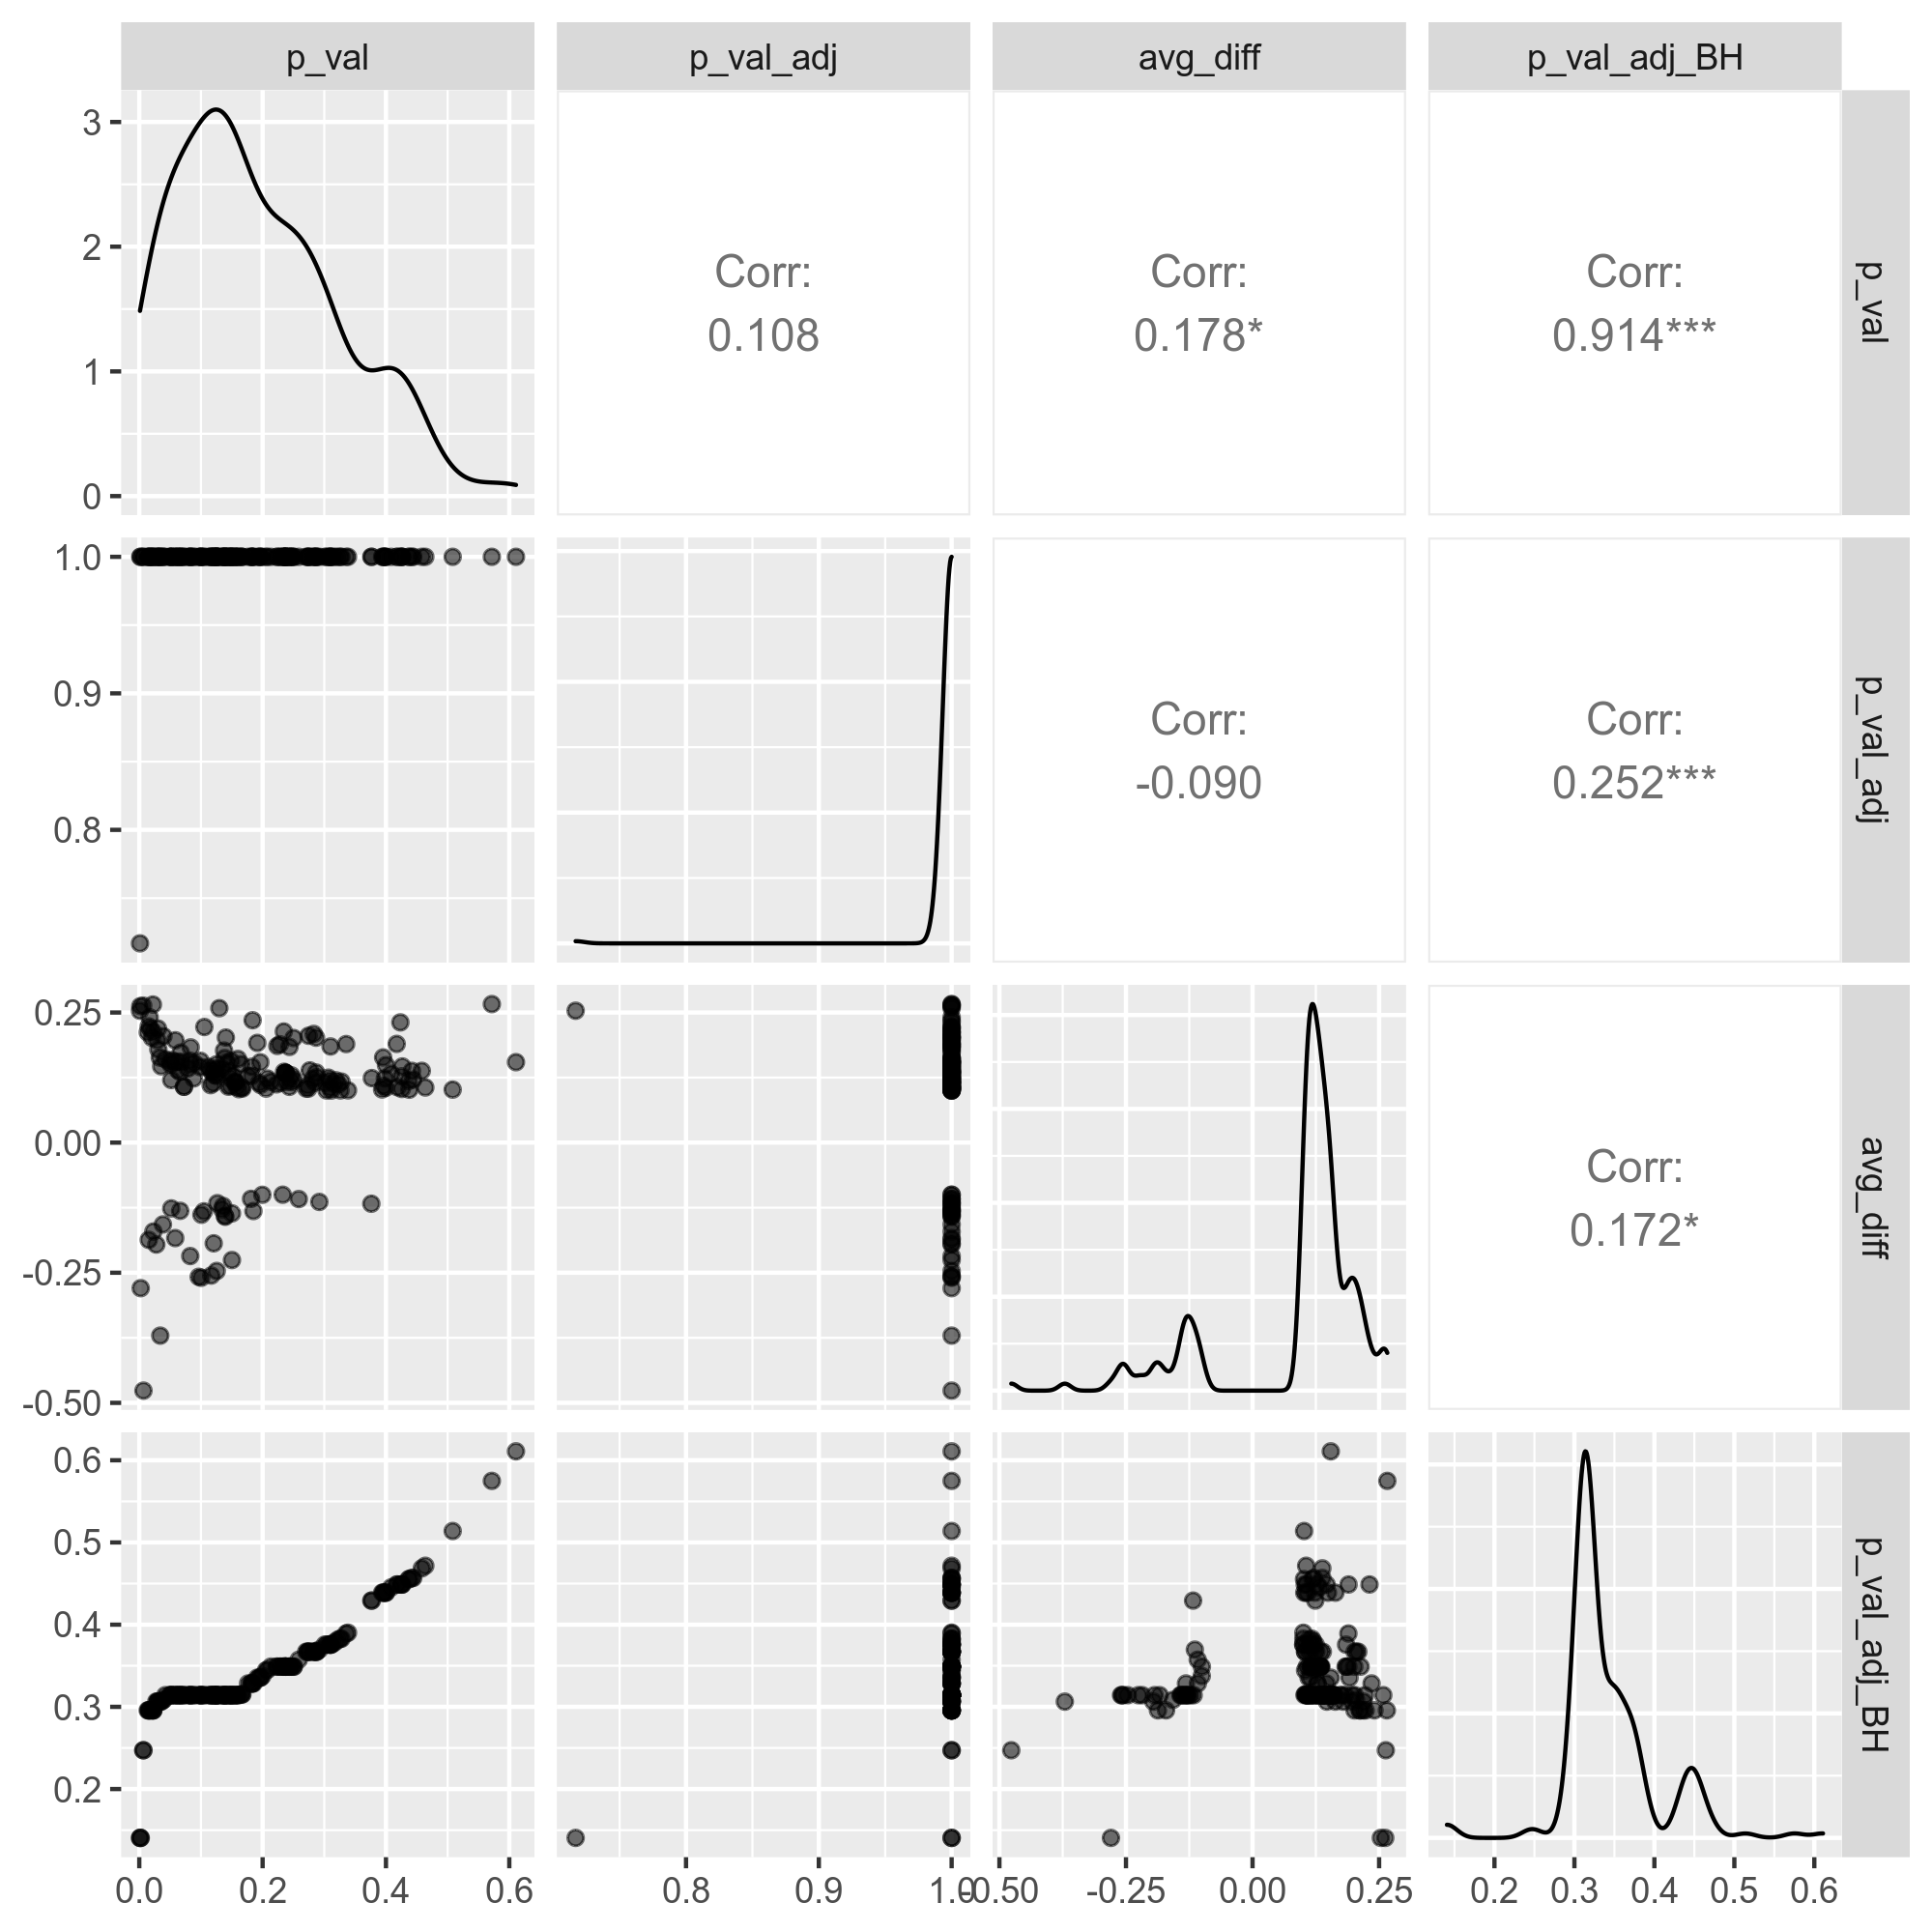 p_val p_val_adj avg_diff p_val_adj_BH
3
2
1
0
Corr:
0.108
Corr:
0.178*
Corr:
0.914***
p_val
1.0
0.9
0.8
Corr:
-0.090
Corr:
0.252***
p_val_adj
0.25
0.00
-0.25
-0.50
Corr:
0.172*
avg_diff
0.6
0.5
0.4
0.3
0.2
p_val_adj_BH
0.0 0.2 0.4 0.6 0.8 0.9 1.0 -0.50 -0.25 0.00 0.25 0.2 0.3 0.4 0.5 0.6